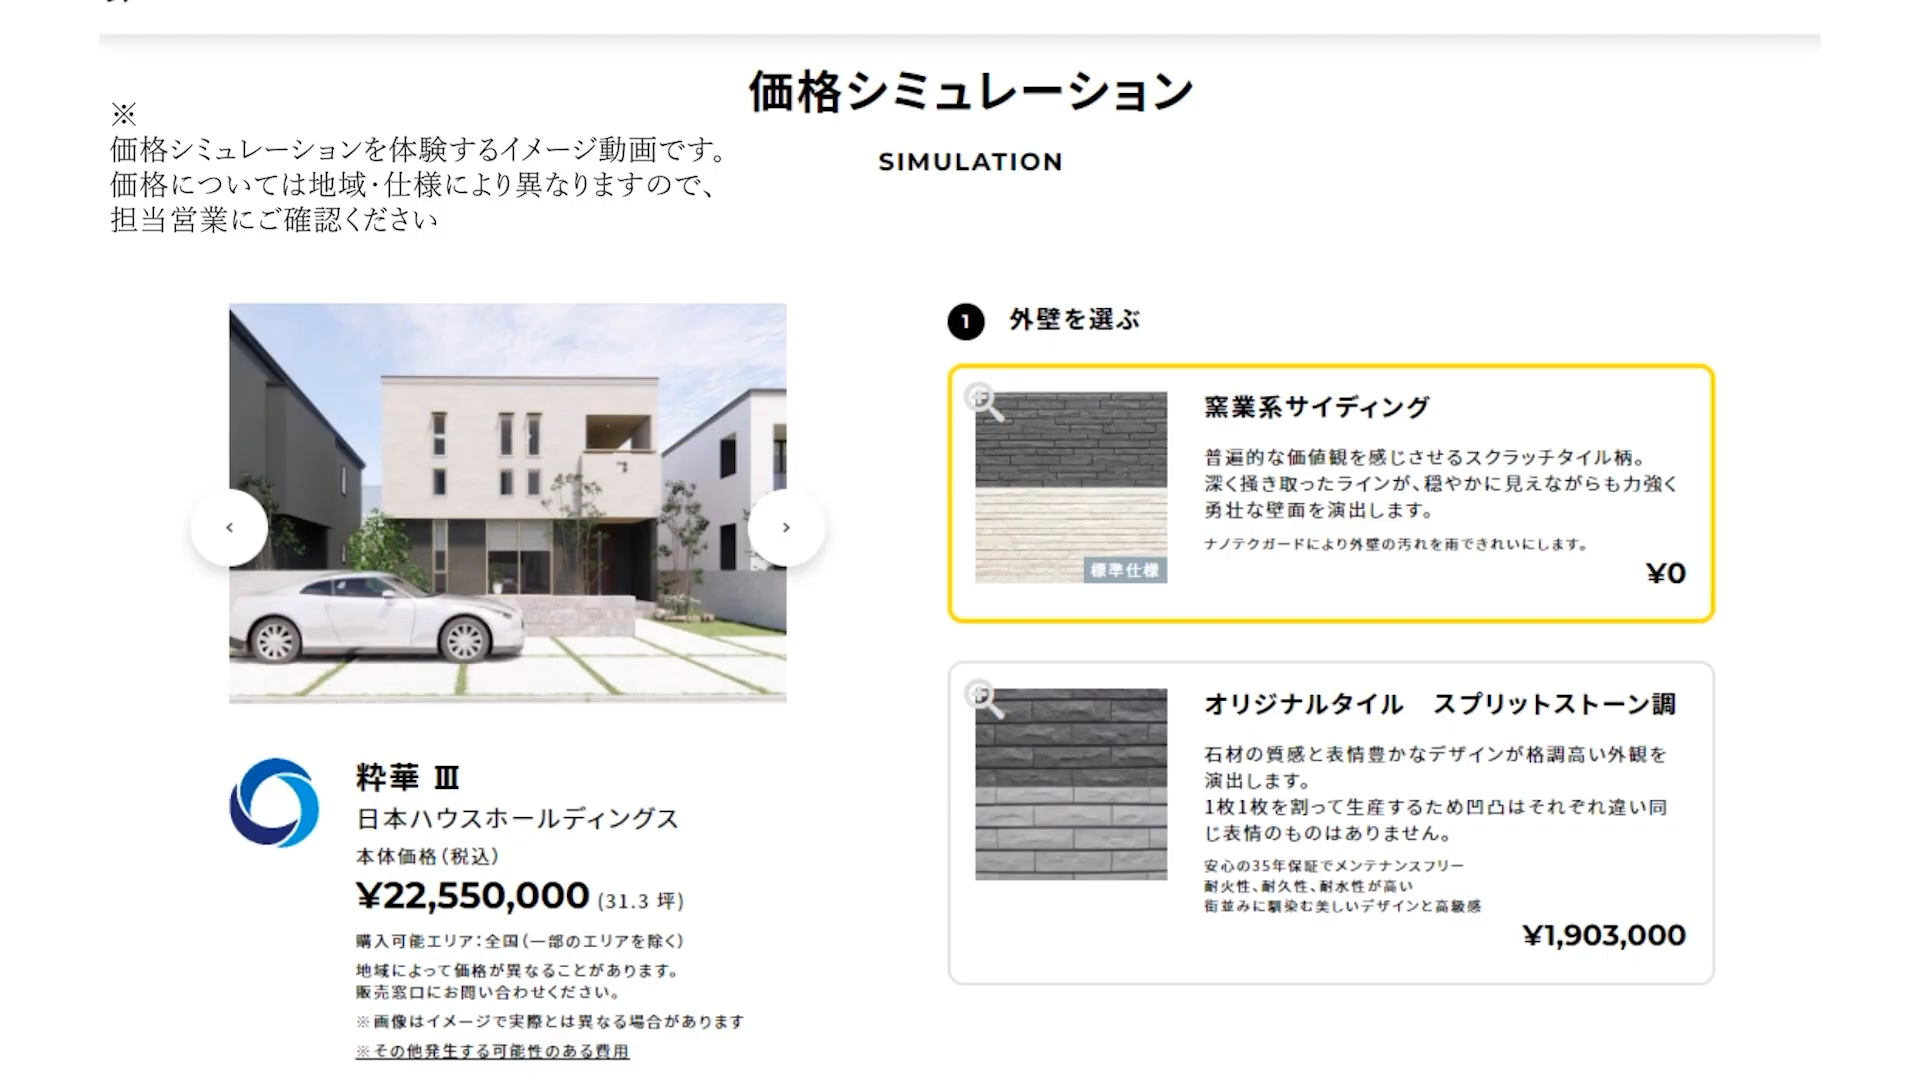 価格シミュレーション
SIMULATION
※
価格シミュレーションを体験するイメージ動画です。
価格については地域・仕様により異なりますので、
担当営業にご確認ください
粋華 Ⅲ
日本ハウスホールディングス
本体価格（税込）
¥22,550,000 (31.3 坪)
購入可能エリア：全国（一部のエリアを除く）
地域によって価格が異なることがあります。
販売窓口にお問い合わせください。
※画像はイメージで実際とは異なる場合があります
※その他発生する可能性のある費用
1 外壁を選ぶ
窯業系サイディング
普遍的な価値観を感じさせるスクラッチタイル柄。
深く掻き取ったラインが、穏やかに見えながらも力強く
勇壮な壁面を演出します。
ナノテクガードにより外壁の汚れを雨できれいにします。
標準仕様
¥0
オリジナルタイル　スプリットストーン調
石材の質感と表情豊かなデザインが格調高い外観を
演出します。
1枚1枚を割って生産するため凹凸はそれぞれ違い同
じ表情のものはありません。
安心の35年保証でメンテナンスフリー
耐火性、耐久性、耐水性が高い
街並みに馴染む美しいデザインと高級感
¥1,903,000